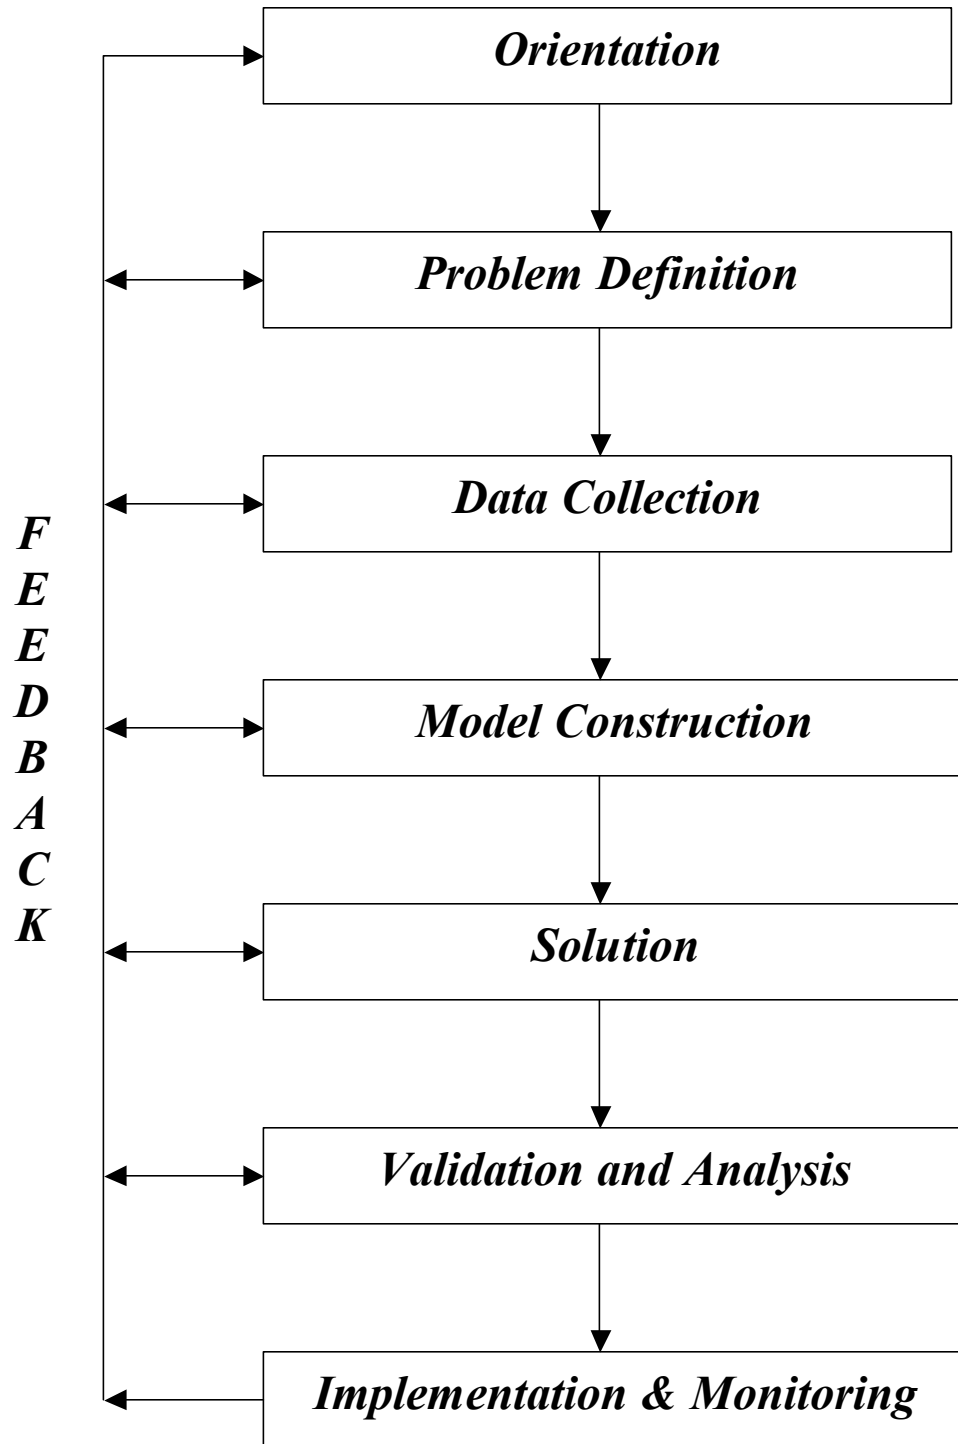 Orientation
Problem Definition
Data Collection
Model Construction
Solution
Validation and Analysis
Implementation & Monitoring
F
E
E
D
B
A
C
K